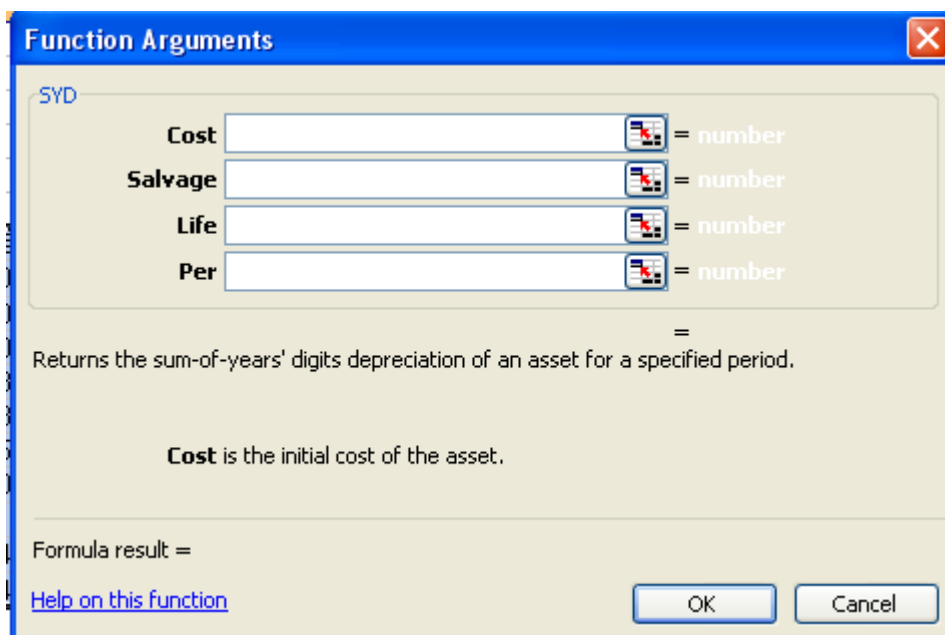 Function Arguments
SYD
Cost = number
Salvage = number
Life = number
Per = number
=
Returns the sum-of-years' digits depreciation of an asset for a specified period.
Cost is the initial cost of the asset.
Formula result =
Help on this function OK Cancel